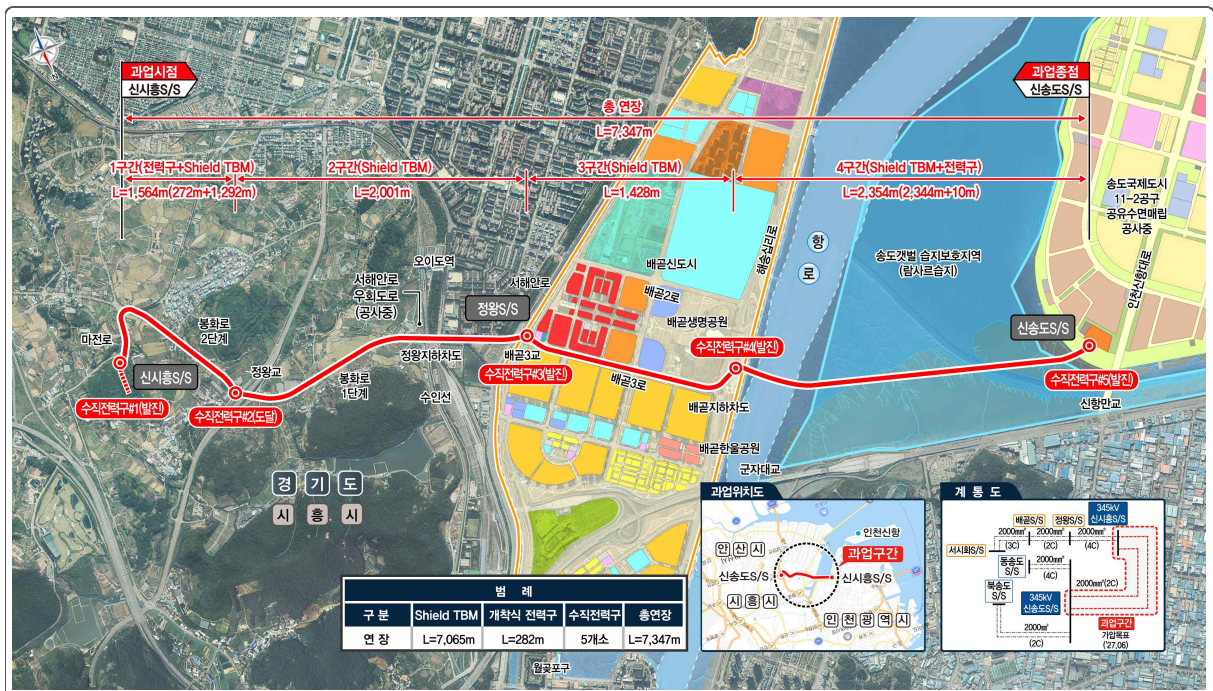 과업시점
신시흥S/S
과업종점
신송도S/S
총 연장
L=7,347m
1구간(전력구+Shield TBM)
L=1,564m(272m+1,292m)
2구간(Shield TBM)
L=2,001m
3구간(Shield TBM)
L=1,428m
4구간(Shield TBM+전력구)
L=2,354m(2,344m+10m)
송도국제도시
11-2공구
공유수면매립
공사중
인천신항대로
항
로
해송십리로
송도갯벌 습지보호지역
(람사르습지)
배곧신도시
배곧2로
배곧생명공원
오이도역
서해안로
서해안로
우회도로
(공사중)
정왕S/S
봉화로
2단계
마전로
신시흥S/S
정왕교
수직전력구#1(발진)
수직전력구#2(도달)
봉화로
1단계
정왕지하차도
수인선
배곧3교
수직전력구#3(발진)
배곧3로
수직전력구#4(발진)
배곧지하차도
배곧한울공원
군자대교
신송도S/S
수직전력구#5(발진)
신항만교
경 기 도
시 흥 시
월곶포구
범 례
구 분 Shield TBM 개착식 전력구 수직전력구 총연장
연 장 L=7,065m L=282m 5개소 L=7,347m
과업위치도
인천신항
안 산 시
과업구간
신송도S/S
신시흥S/S
시 흥 시
인 천 광 역 시
계 통 도
345kV
신시흥S/S
배곧S/S
정왕S/S
2000mm²
2000mm²
2000mm²
(3C)
(2C)
(4C)
서시화S/S
동송도
S/S
2000mm²
(4C)
북송도
S/S
2000mm²(2C)
345kV
신송도S/S
2000m²
(2C)
과업구간
가압목표
('27.06)